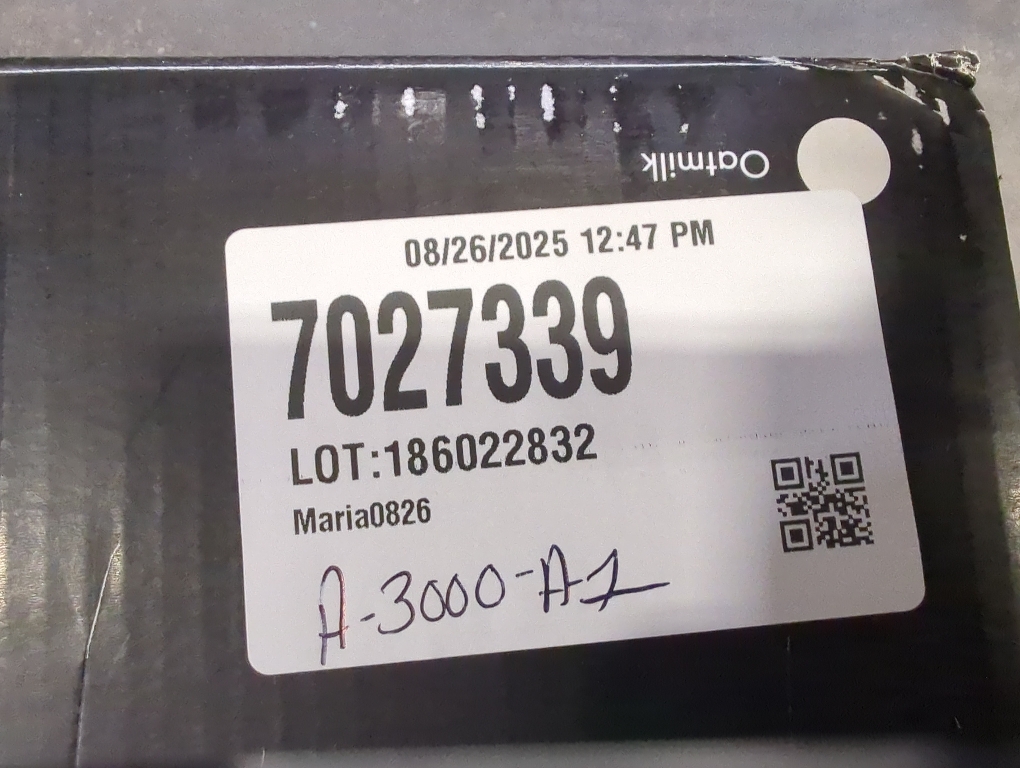 Oatmilk
08/26/2025 12:47 PM
7027339
LOT:186022832
Maria0826
A-3000-A1